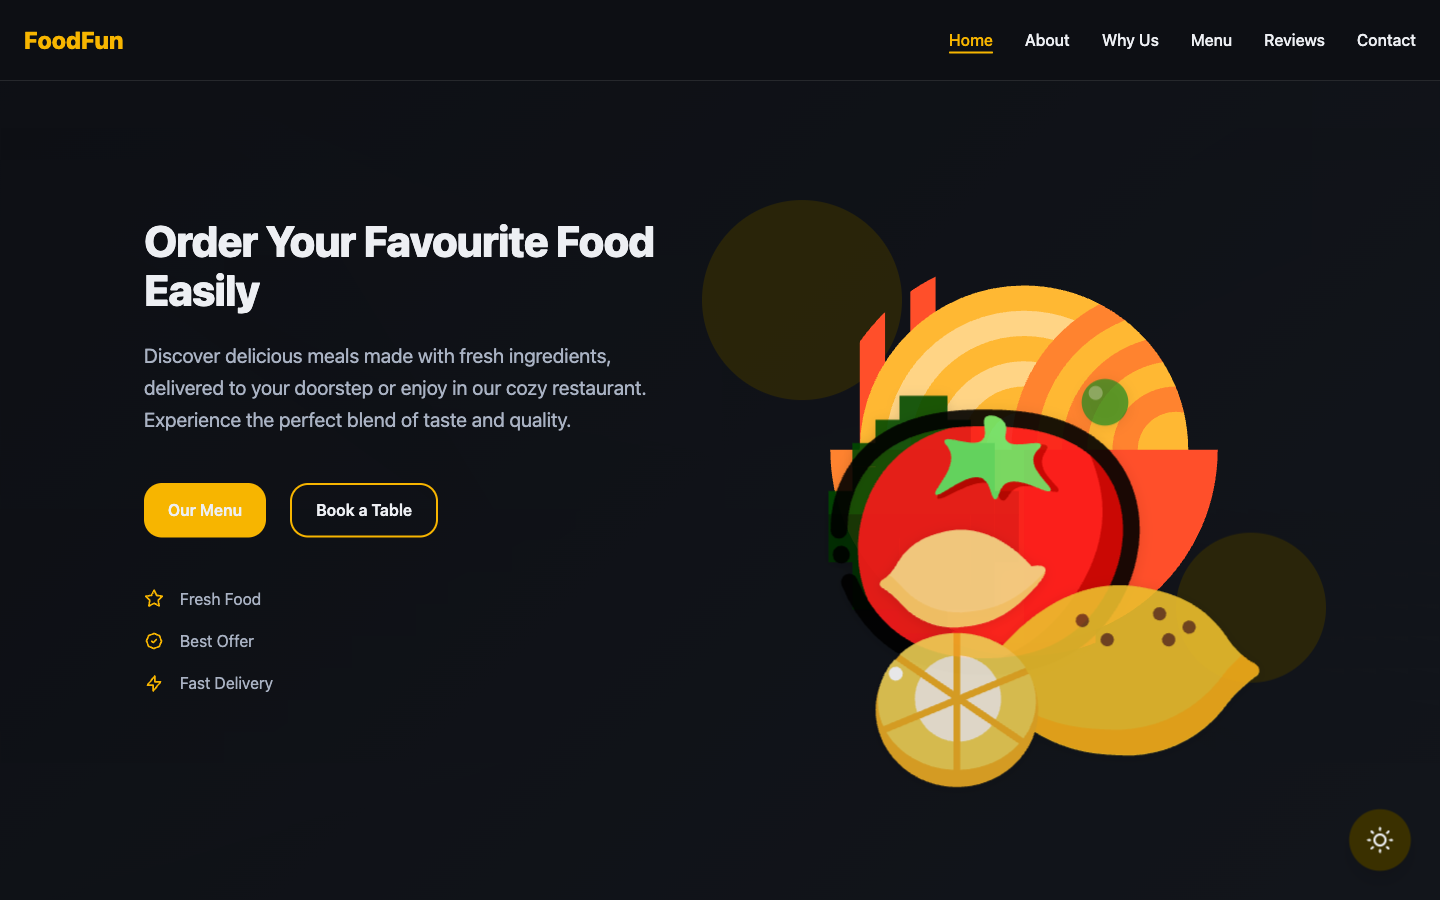 FoodFun
Home
About
Why Us
Menu
Reviews
Contact
Order Your Favourite Food
Easily
Discover delicious meals made with fresh ingredients,
delivered to your doorstep or enjoy in our cozy restaurant.
Experience the perfect blend of taste and quality.
Our Menu
Book a Table
Fresh Food
Best Offer
Fast Delivery